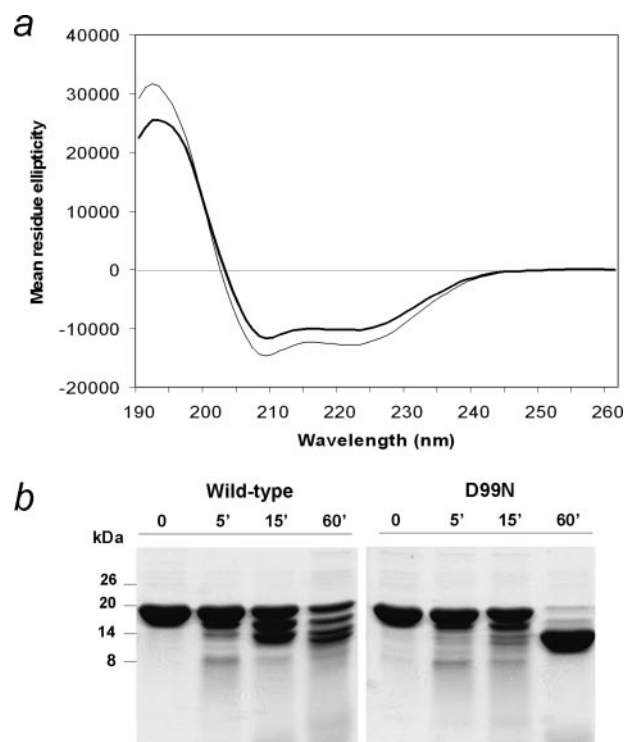 a
40000
30000
20000
10000
0
-10000
-20000
Mean residue ellipticity
190 200 210 220 230 240 250 260
Wavelength (nm)
b
Wild-type D99N
0 5' 15' 60' 0 5' 15' 60'
kDa
26
20
14
8